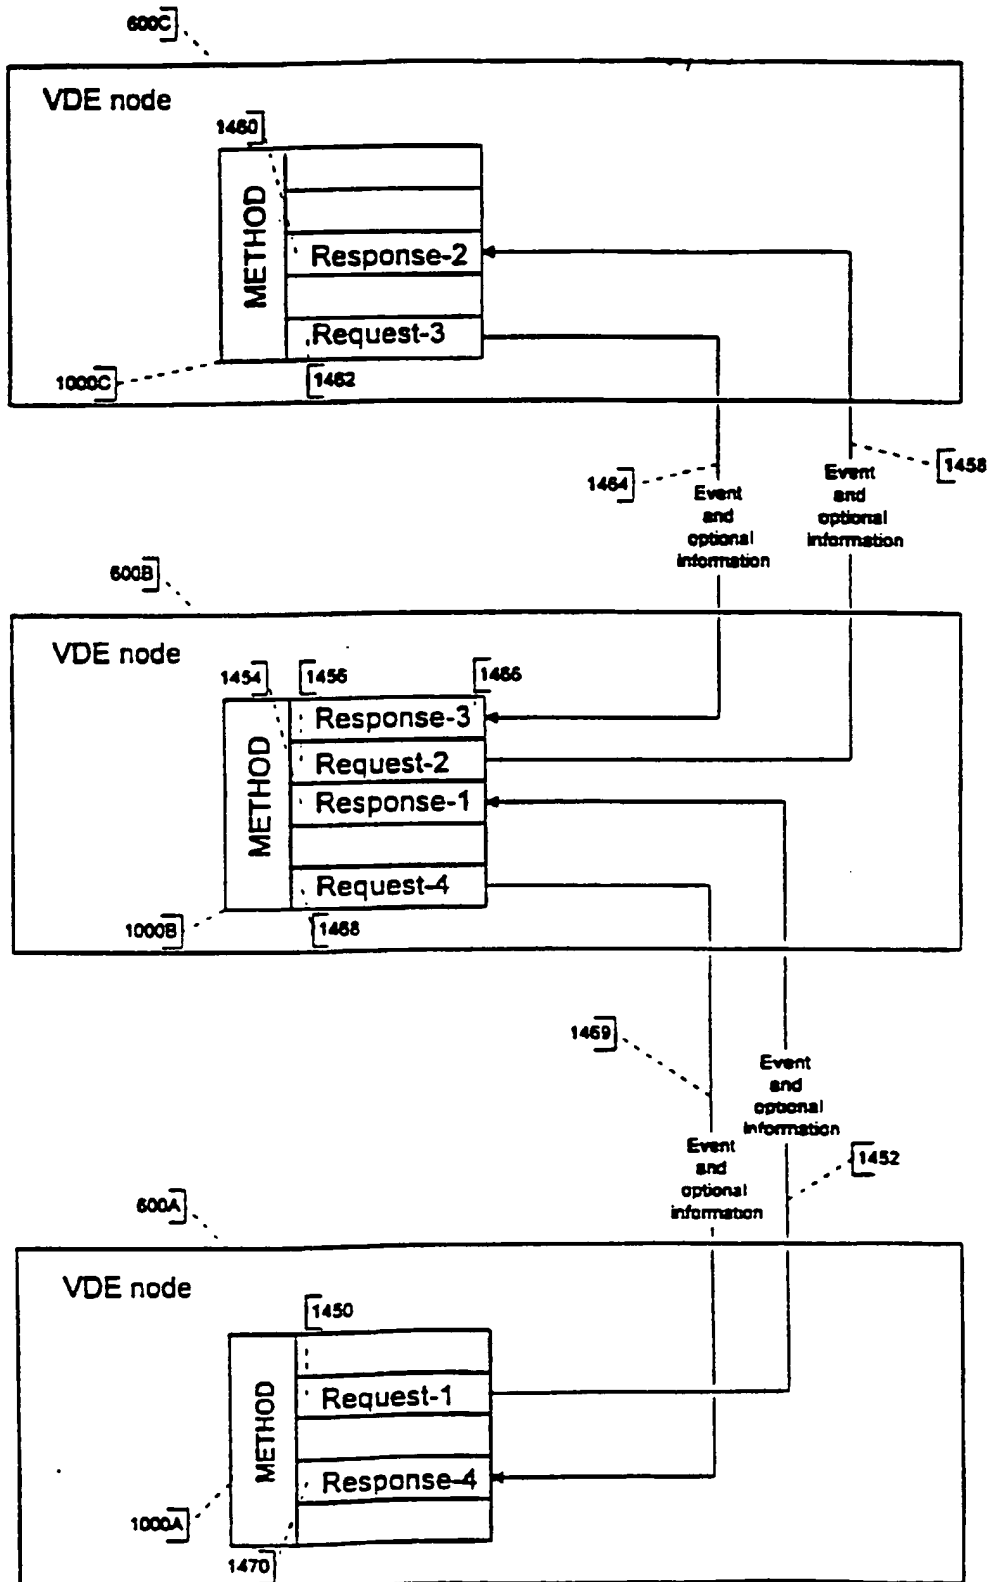 600C
VDE node
1460
METHOD
Response-2
Request-3
1000C
1462
1464
1458
Event
and
optional
information
Event
and
optional
information
600B
VDE node
1454
1456
1466
METHOD
Response-3
Request-2
Response-1
Request-4
1000B
1468
1469
Event
and
optional
information
Event
and
optional
information
1452
600A
VDE node
1450
METHOD
Request-1
Response-4
1000A
1470